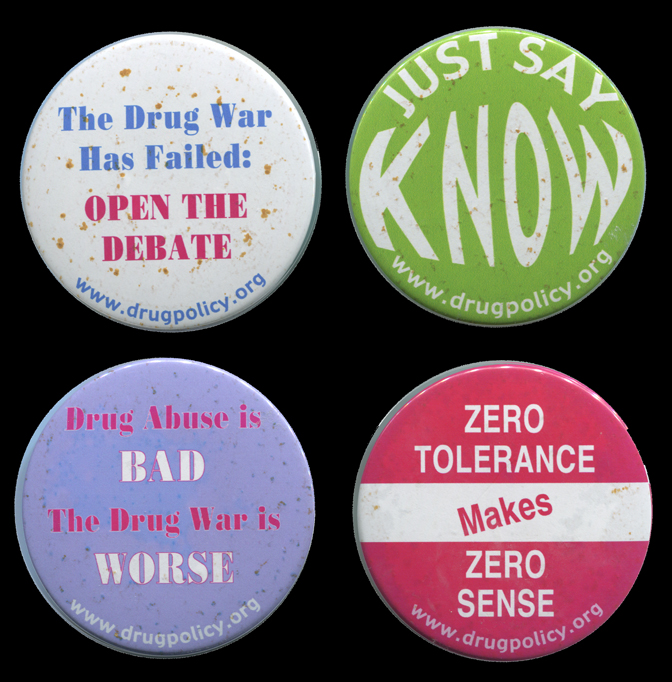 The Drug War
Has Failed:
OPEN THE
DEBATE
www.drugpolicy.org
JUST SAY
KNOW
www.drugpolicy.org
Drug Abuse is
BAD
The Drug War is
WORSE
www.drugpolicy.org
ZERO
TOLERANCE
Makes
ZERO
SENSE
www.drugpolicy.org